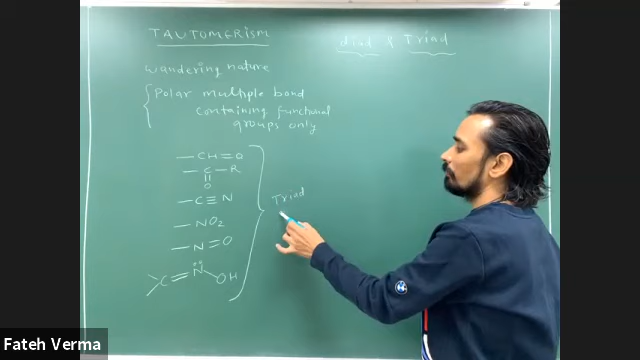 TAUTOMERISM
diad & Triad
wandering nature
Polar multiple bond
containing functional
groups only
— CH = O
— C — R
||
O
— C ≡ N
— NO2
— N = O
Triad
> C = N̈ — OH
Fateh Verma